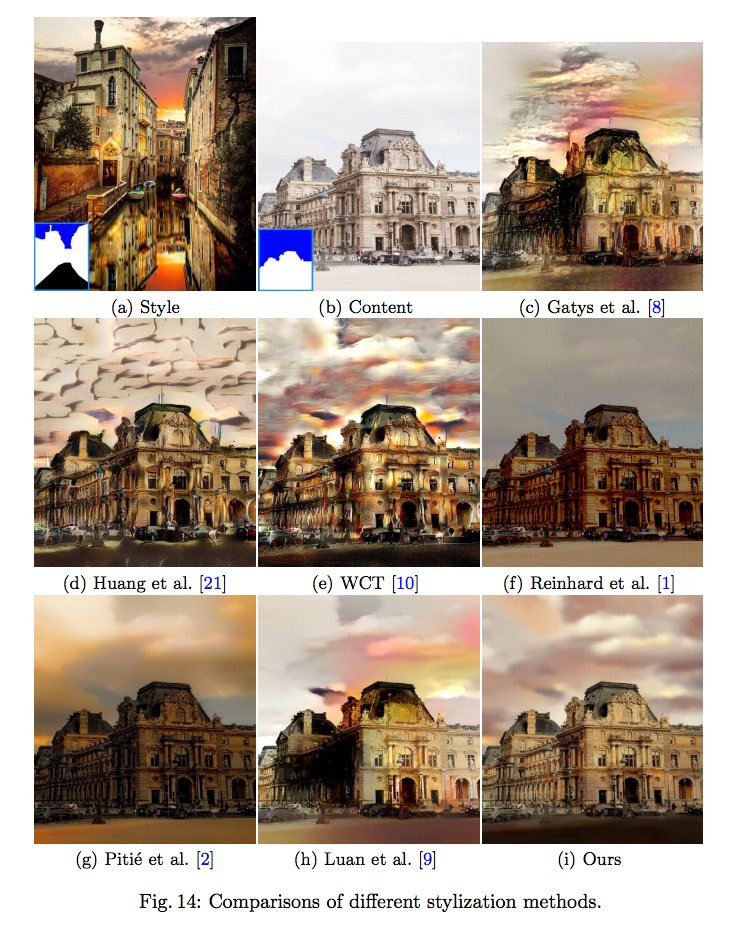 (a) Style
(b) Content
(c) Gatys et al. [8]
(d) Huang et al. [21]
(e) WCT [10]
(f) Reinhard et al. [1]
(g) Pitié et al. [2]
(h) Luan et al. [9]
(i) Ours
Fig. 14: Comparisons of different stylization methods.